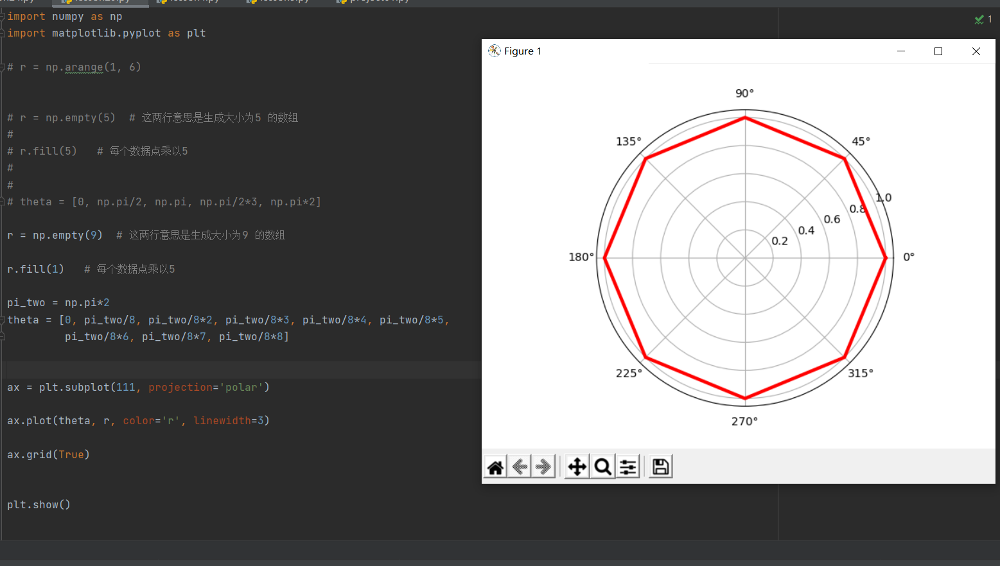 import numpy as np
import matplotlib.pyplot as plt
# r = np.arange(1, 6)
# r = np.empty(5)  # 这两行意思是生成大小为5 的数组
#
# r.fill(5)   # 每个数据点乘以5
#
#
# theta = [0, np.pi/2, np.pi, np.pi/2*3, np.pi*2]
r = np.empty(9)  # 这两行意思是生成大小为9 的数组
r.fill(1)   # 每个数据点乘以5
pi_two = np.pi*2
theta = [0, pi_two/8, pi_two/8*2, pi_two/8*3, pi_two/8*4, pi_two/8*5,
pi_two/8*6, pi_two/8*7, pi_two/8*8]
ax = plt.subplot(111, projection='polar')
ax.plot(theta, r, color='r', linewidth=3)
ax.grid(True)
plt.show()
1
Figure 1
90°
135°
45°
1.0
0.8
0.6
0.4
0.2
180°
0°
225°
315°
270°